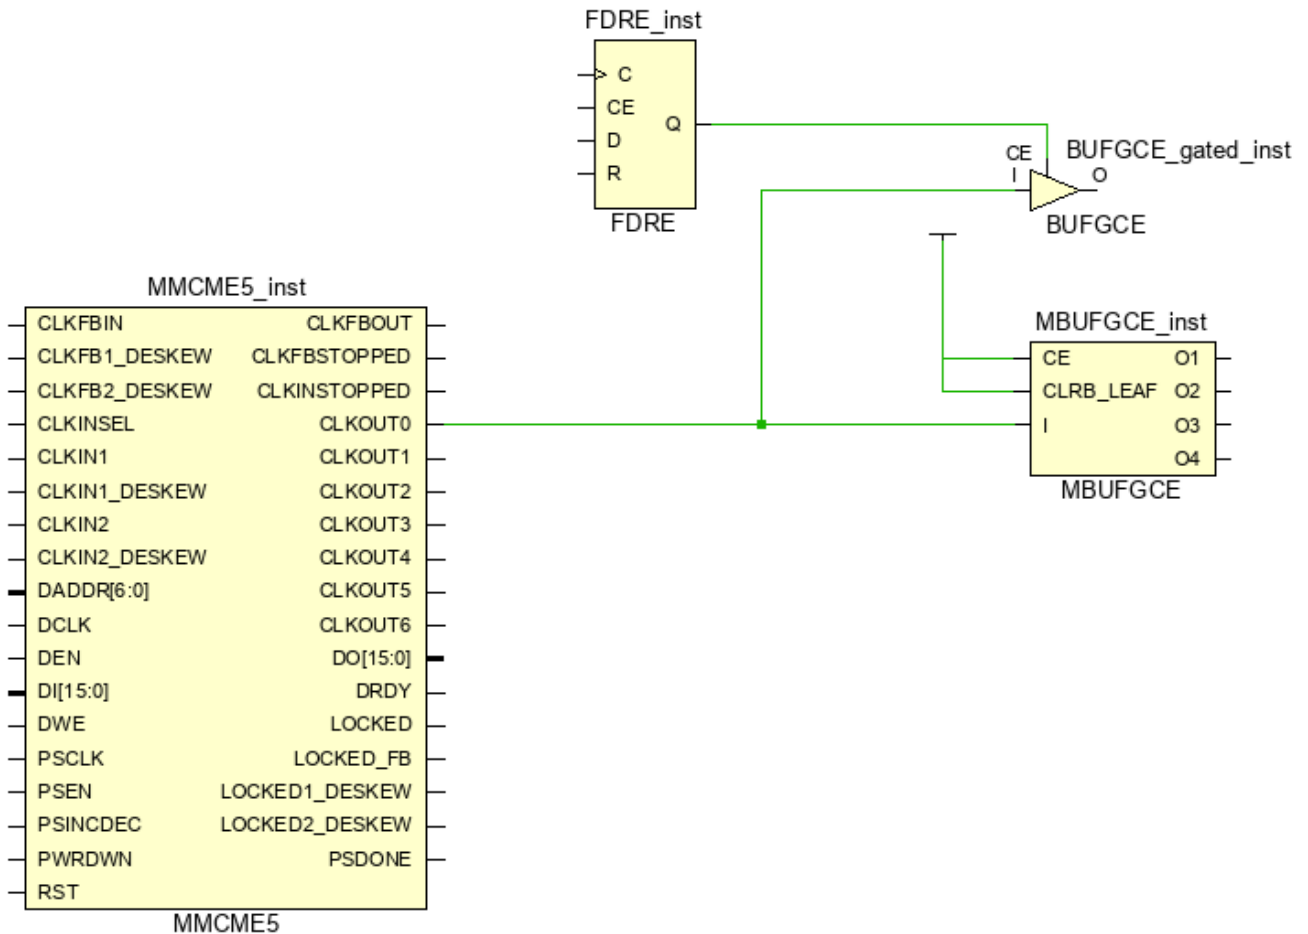 FDRE_inst
C
CE
D
R
Q
FDRE
CE
I
BUFGCE_gated_inst
O
BUFGCE
MMCME5_inst
CLKFBIN CLKFBOUT
CLKFB1_DESKEW CLKFBSTOPPED
CLKFB2_DESKEW CLKINSTOPPED
CLKINSEL CLKOUT0
CLKIN1 CLKOUT1
CLKIN1_DESKEW CLKOUT2
CLKIN2 CLKOUT3
CLKIN2_DESKEW CLKOUT4
DADDR[6:0] CLKOUT5
DCLK CLKOUT6
DEN DO[15:0]
DI[15:0] DRDY
DWE LOCKED
PSCLK LOCKED_FB
PSEN LOCKED1_DESKEW
PSINCDEC LOCKED2_DESKEW
PWRDWN PSDONE
RST
MMCME5
MBUFGCE_inst
CE O1
CLRB_LEAF O2
I O3
O4
MBUFGCE